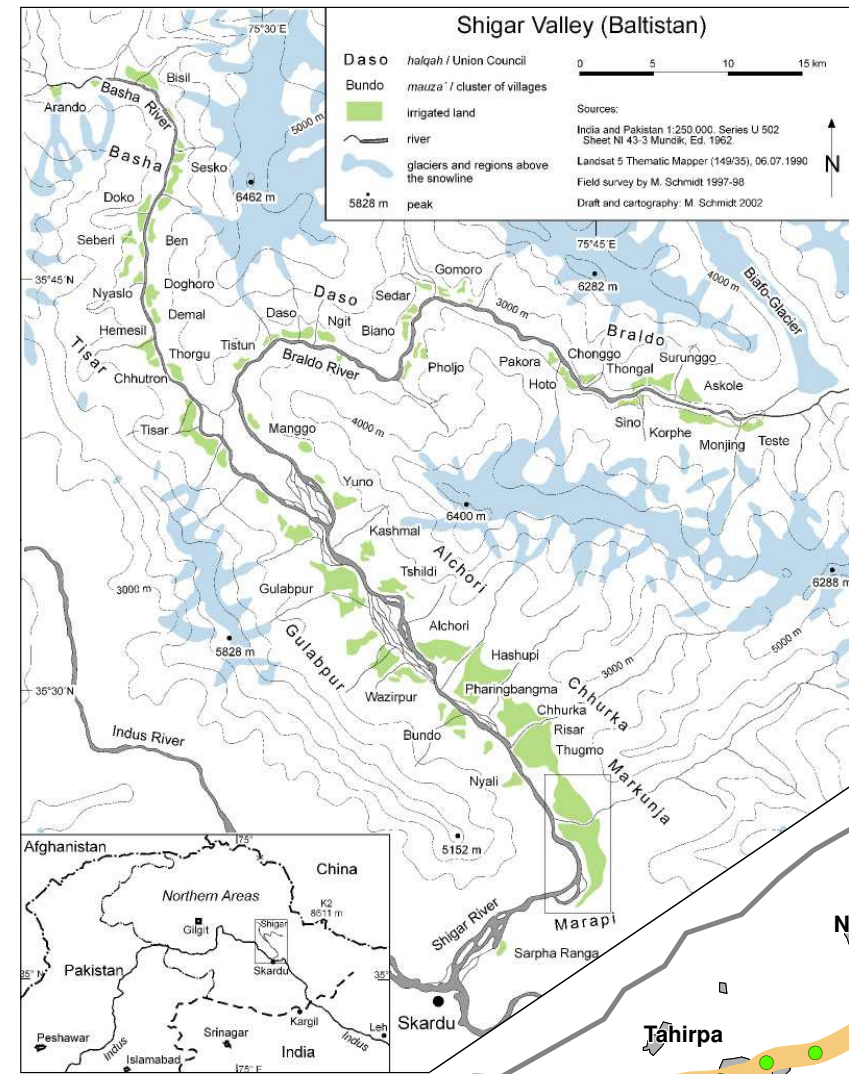 Shigar Valley (Baltistan)
Daso halqah / Union Council
Bundo mauza´ / cluster of villages
irrigated land
river
glaciers and regions above
the snowline
5828 m peak
0 5 10 15 km
Sources:
India and Pakistan 1:250.000. Series U 502
Sheet NI 43-3 Mundik, Ed. 1962
Landsat 5 Thematic Mapper (149/35), 06.07.1990
Field survey by M. Schmidt 1997-98
Draft and cartography: M. Schmidt 2002
N
75°30´E
Bisil
Arando
Basha River
5000 m
Basha
Sesko
6462 m
Doko
Seberi
Ben
75°45´E
35°45´N
Nyaslo
Doghoro
Demal
Hemesil
Tisar
Thorgu
Chhutron
Tisar
Daso
Gomoro
Sedar
Daso
Ngit
Biano
Tistun
Braldo River
Pholjo
3000 m
6282 m
4000 m
Biafo-Glacier
Braldo
Pakora
Chonggo
Surunggo
Thongal
Hoto
Askole
Sino
Korphe
Monjing
Teste
Manggo
4000 m
Yuno
6400 m
Kashmal
Alchori
Tshildi
6288 m
3000 m
Gulabpur
5828 m
Gulabpur
Alchori
Hashupi
5000 m
3000 m
35°30´N
Pharingbangma
Wazirpur
Chhurka
Chhurka
Bundo
Risar
Thugmo
Indus River
Markunja
Nyali
5152 m
Shigar River
Marapi
Sarpha Ranga
Skardu
75°
Afghanistan
China
Northern Areas
K2
8611 m
Gilgit
Shigar
Skardu
35° N
35°
Pakistan
Kargil
Leh
Indus
Peshawar
Srinagar
Indus
Islamabad
75° E
India
N
Tahirpa